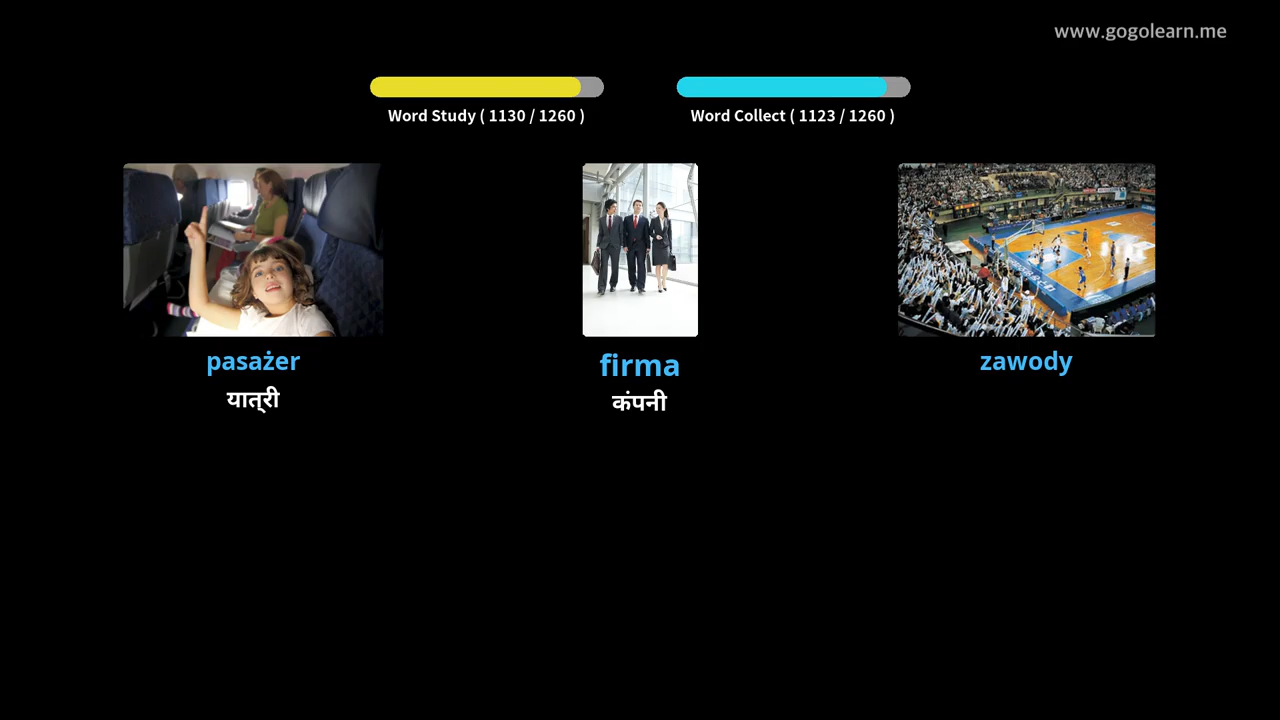 www.gogolearn.me
Word Study ( 1130 / 1260 )
Word Collect ( 1123 / 1260 )
pasażer
यात्री
firma
कंपनी
zawody